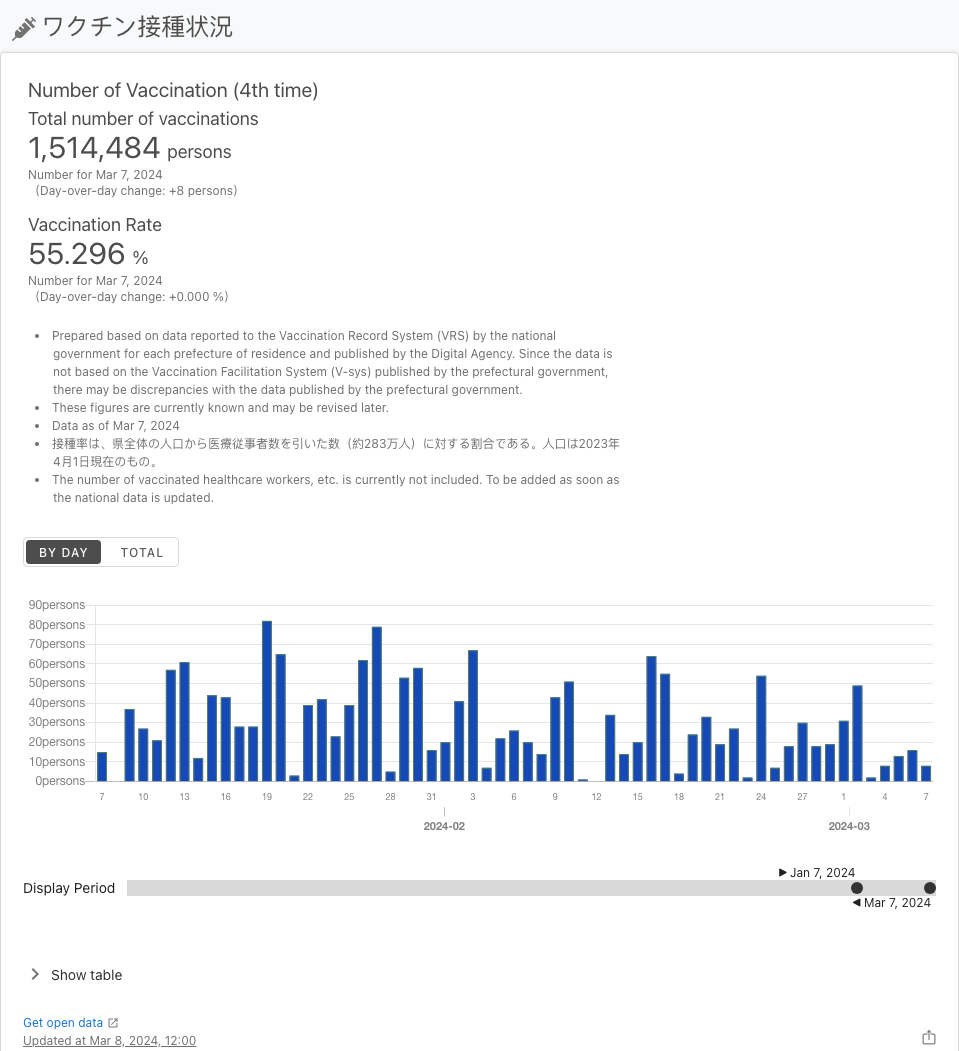 ワクチン接種状況
Number of Vaccination (4th time)
Total number of vaccinations
1,514,484 persons
Number for Mar 7, 2024
(Day-over-day change: +8 persons)
Vaccination Rate
55.296 %
Number for Mar 7, 2024
(Day-over-day change: +0.000 %)
• Prepared based on data reported to the Vaccination Record System (VRS) by the national
government for each prefecture of residence and published by the Digital Agency. Since the data is
not based on the Vaccination Facilitation System (V-sys) published by the prefectural government,
there may be discrepancies with the data published by the prefectural government.
• These figures are currently known and may be revised later.
• Data as of Mar 7, 2024
• 接種率は、県全体の人口から医療従事者数を引いた数（約283万人）に対する割合である。人口は2023年
4月1日現在のもの。
• The number of vaccinated healthcare workers, etc. is currently not included. To be added as soon as
the national data is updated.
BY DAY TOTAL
90persons
80persons
70persons
60persons
50persons
40persons
30persons
20persons
10persons
0persons
7 10 13 16 19 22 25 28 31 3 6 9 12 15 18 21 24 27 1 4 7
2024-02 2024-03
▶ Jan 7, 2024
Display Period
◀ Mar 7, 2024
Show table
Get open data
Updated at Mar 8, 2024, 12:00